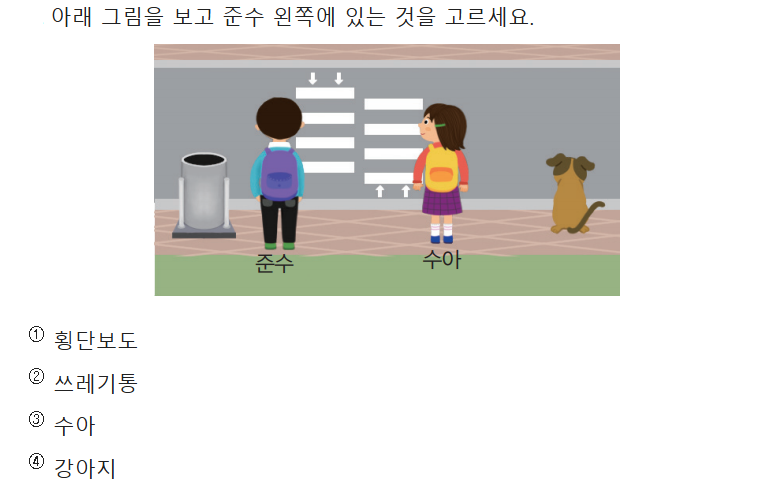 아래 그림을 보고 준수 왼쪽에 있는 것을 고르세요.
준수
수아
① 횡단보도
② 쓰레기통
③ 수아
④ 강아지